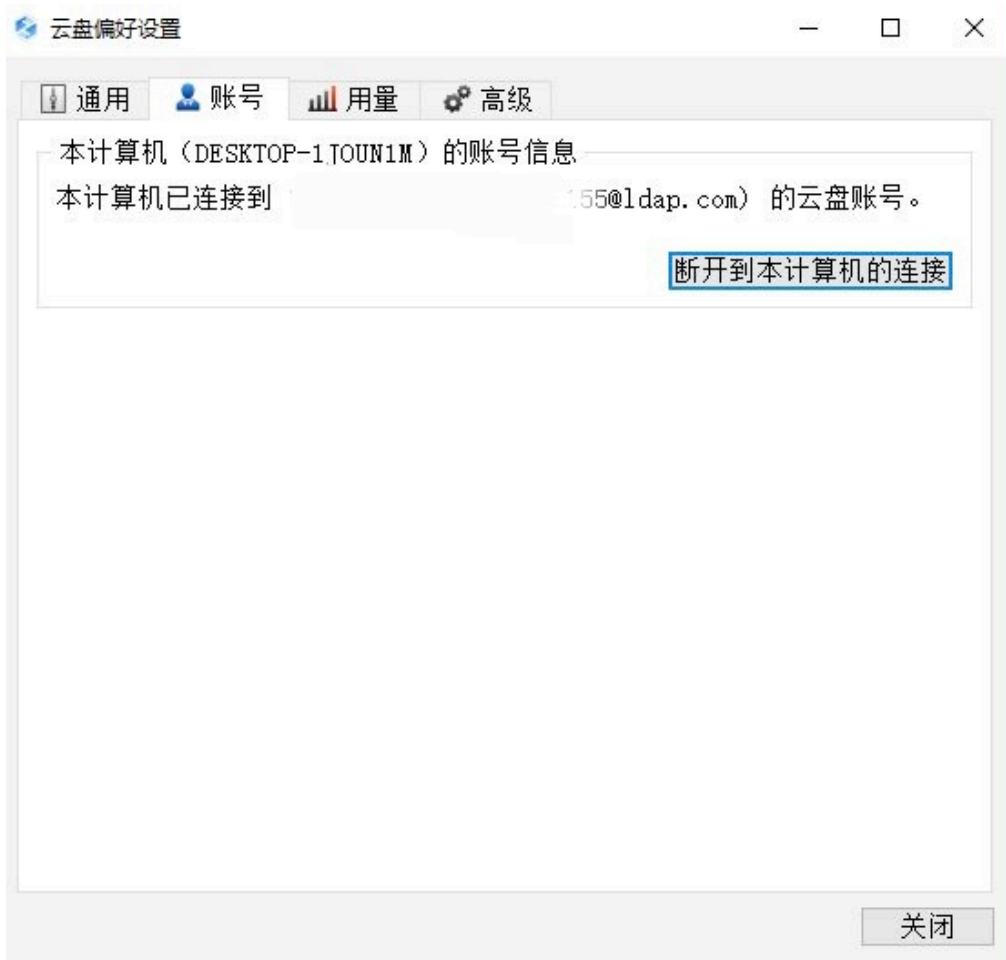 云盘偏好设置
通用 账号 用量 高级
本计算机（DESKTOP-1JOUN1M）的账号信息
本计算机已连接到 155@ldap.com) 的云盘账号。
断开到本计算机的连接
关闭